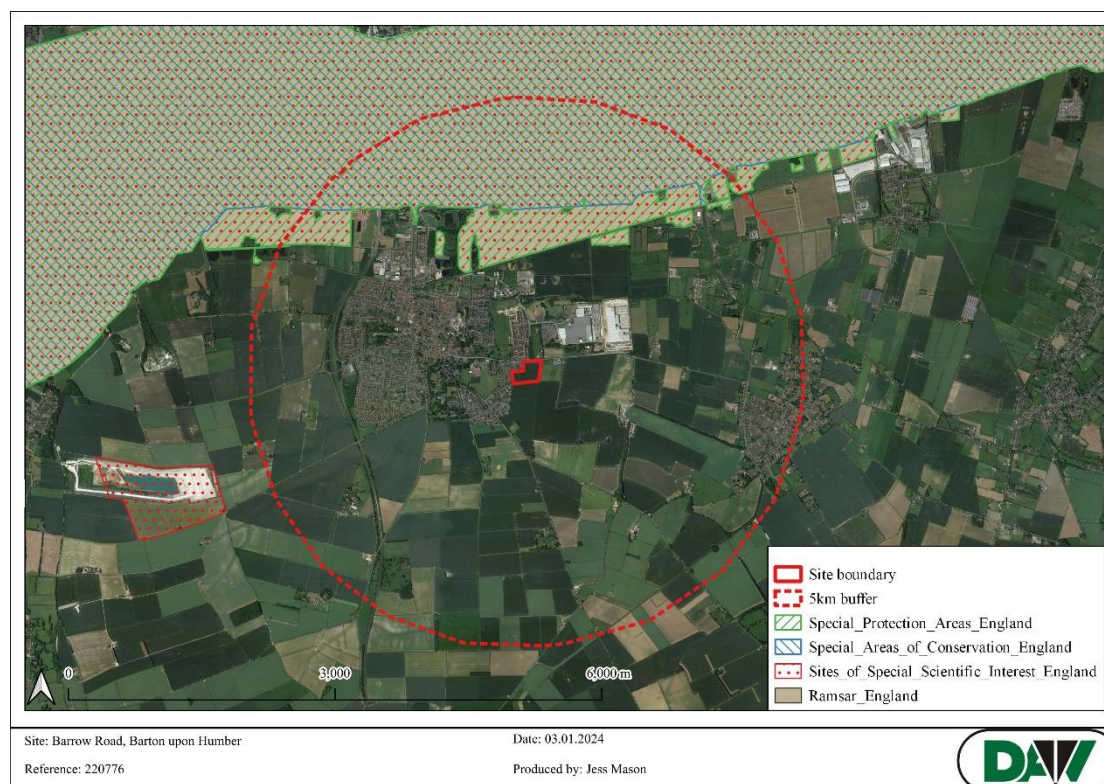 Site boundary
5km buffer
Special_Protection_Areas_England
Special_Areas_of_Conservation_England
Sites_of_Special_Scientific_Interest_England
Ramsar_England
0
3,000
6,000 m
Site: Barrow Road, Barton upon Humber
Date: 03.01.2024
Reference: 220776
Produced by: Jess Mason